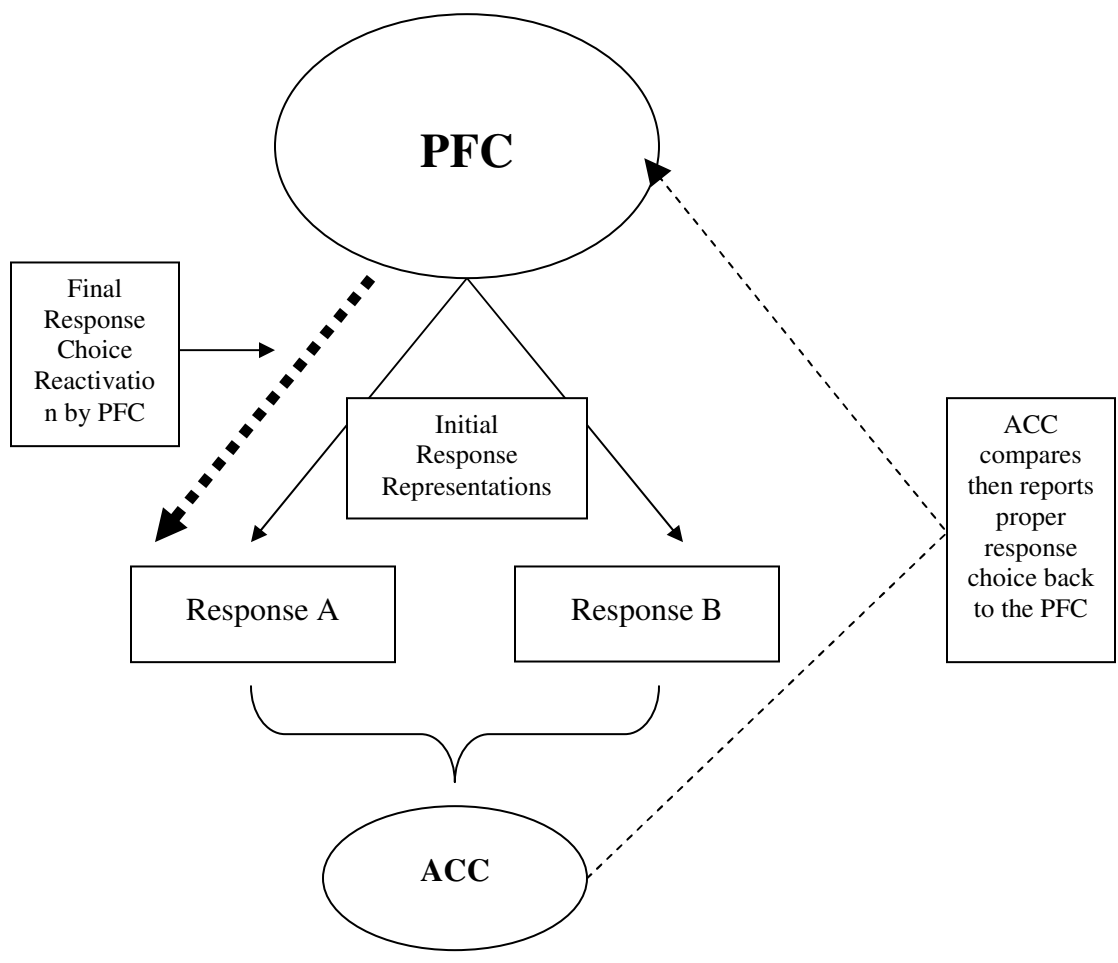 PFC
Final
Response
Choice
Reactivatio
n by PFC
Initial
Response
Representations
ACC
compares
then reports
proper
response
choice back
to the PFC
Response A
Response B
ACC